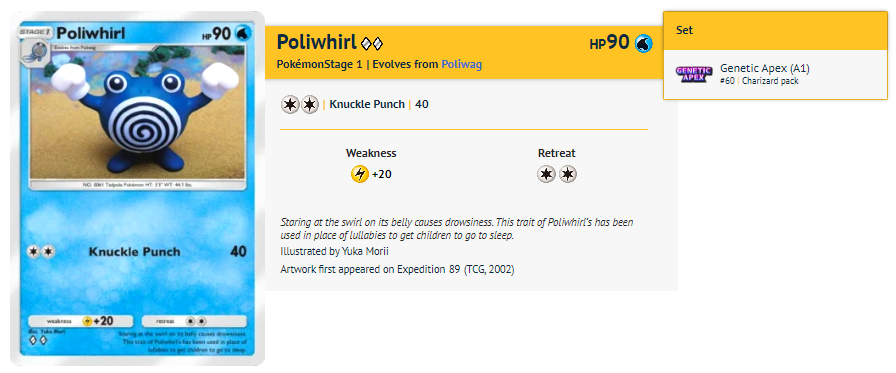 STAGE 1 Poliwhirl HP 90
Evolves from Poliwag
NO. 0061 Tadpole Pokémon HT: 3'3" WT: 44.1 lbs.
Knuckle Punch 40
weakness +20 retreat
Illus. Yuka Morii
Staring at the swirl on its belly causes drowsiness.
This trait of Poliwhirl's has been used in place of
lullabies to get children to go to sleep.
Poliwhirl HP 90
PokémonStage 1 | Evolves from Poliwag
| Knuckle Punch | 40
Weakness Retreat
+20
Staring at the swirl on its belly causes drowsiness. This trait of Poliwhirl's has been
used in place of lullabies to get children to go to sleep.
Illustrated by Yuka Morii
Artwork first appeared on Expedition 89 (TCG, 2002)
Set
GENETIC APEX
Genetic Apex (A1)
#60 | Charizard pack